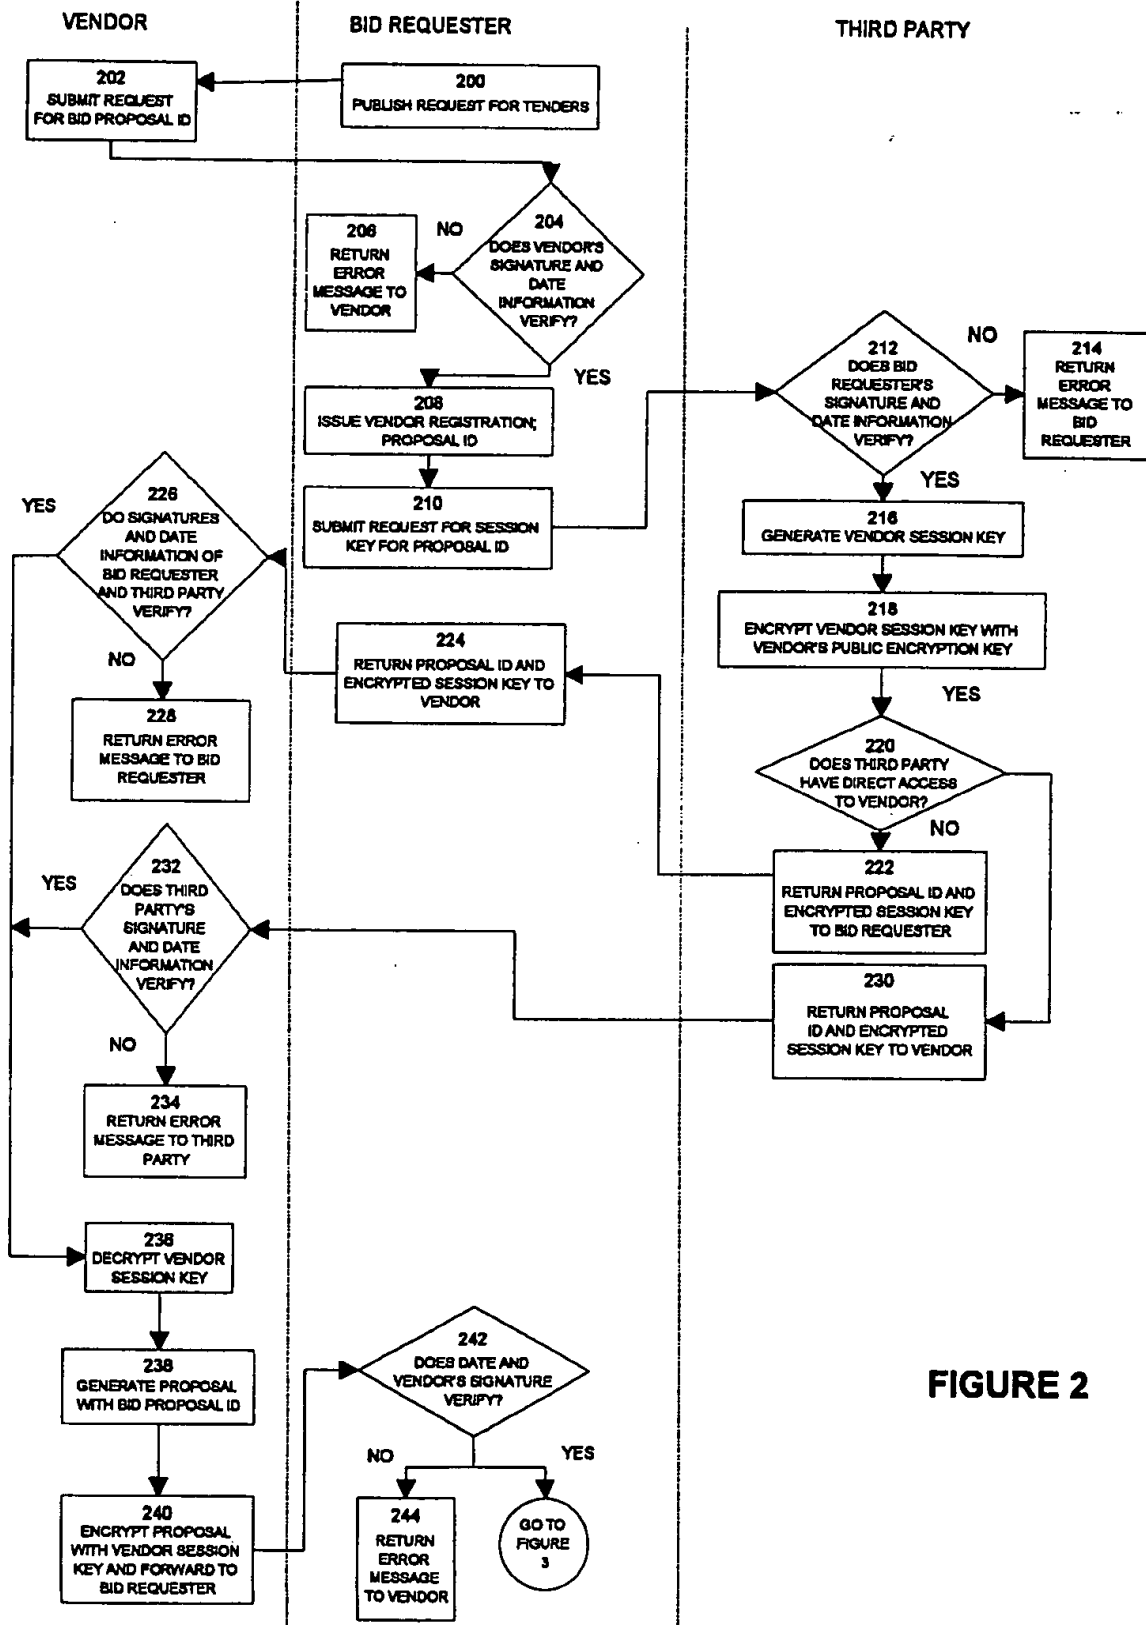 VENDOR
BID REQUESTER
THIRD PARTY
202
SUBMIT REQUEST
FOR BID PROPOSAL ID
200
PUBLISH REQUEST FOR TENDERS
204
DOES VENDOR'S
SIGNATURE AND
DATE
INFORMATION
VERIFY?
NO
206
RETURN
ERROR
MESSAGE TO
VENDOR
YES
208
ISSUE VENDOR REGISTRATION;
PROPOSAL ID
210
SUBMIT REQUEST FOR SESSION
KEY FOR PROPOSAL ID
212
DOES BID
REQUESTER'S
SIGNATURE AND
DATE INFORMATION
VERIFY?
NO
214
RETURN
ERROR
MESSAGE TO
BID
REQUESTER
YES
216
GENERATE VENDOR SESSION KEY
218
ENCRYPT VENDOR SESSION KEY WITH
VENDOR'S PUBLIC ENCRYPTION KEY
YES
220
DOES THIRD PARTY
HAVE DIRECT ACCESS
TO VENDOR?
NO
222
RETURN PROPOSAL ID AND
ENCRYPTED SESSION KEY
TO BID REQUESTER
224
RETURN PROPOSAL ID AND
ENCRYPTED SESSION KEY TO
VENDOR
YES
226
DO SIGNATURES
AND DATE
INFORMATION OF
BID REQUESTER
AND THIRD PARTY
VERIFY?
NO
228
RETURN ERROR
MESSAGE TO BID
REQUESTER
230
RETURN PROPOSAL
ID AND ENCRYPTED
SESSION KEY TO VENDOR
YES
232
DOES THIRD
PARTY'S
SIGNATURE
AND DATE
INFORMATION
VERIFY?
NO
234
RETURN ERROR
MESSAGE TO THIRD
PARTY
236
DECRYPT VENDOR
SESSION KEY
238
GENERATE PROPOSAL
WITH BID PROPOSAL ID
240
ENCRYPT PROPOSAL
WITH VENDOR SESSION
KEY AND FORWARD TO
BID REQUESTER
242
DOES DATE AND
VENDOR'S SIGNATURE
VERIFY?
NO
YES
244
RETURN
ERROR
MESSAGE
TO VENDOR
GO TO
FIGURE
3
FIGURE 2